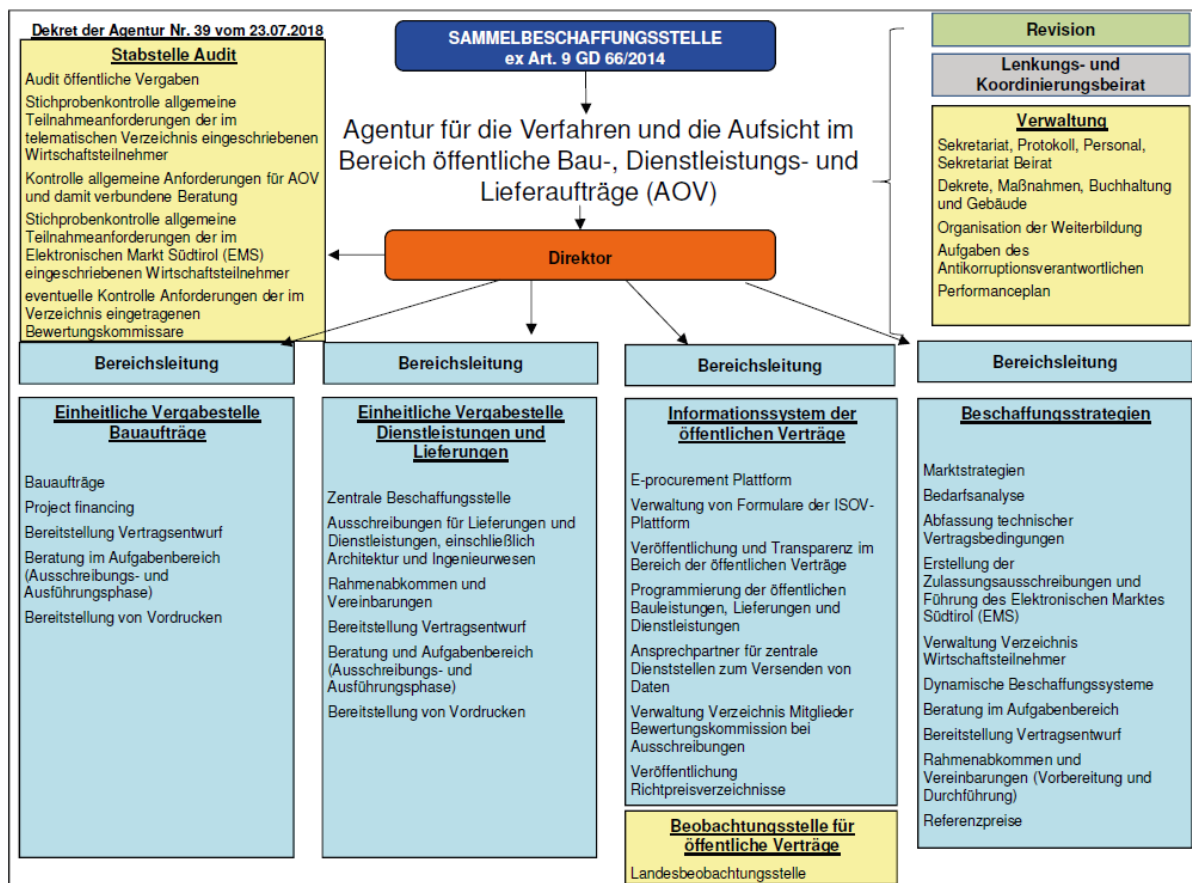 Dekret der Agentur Nr. 39 vom 23.07.2018
Stabstelle Audit
Audit öffentliche Vergaben
Stichprobenkontrolle allgemeine
Teilnahmeanforderungen der im
telematischen Verzeichnis eingeschriebenen
Wirtschaftsteilnehmer
Kontrolle allgemeine Anforderungen für AOV
und damit verbundene Beratung
Stichprobenkontrolle allgemeine
Teilnahmeanforderungen der im
Elektronischen Markt Südtirol (EMS)
eingeschriebenen Wirtschaftsteilnehmer
eventuelle Kontrolle Anforderungen der im
Verzeichnis eingetragenen
Bewertungskommissare
SAMMELBESCHAFFUNGSSTELLE
ex Art. 9 GD 66/2014
Agentur für die Verfahren und die Aufsicht im
Bereich öffentliche Bau-, Dienstleistungs- und
Lieferaufträge (AOV)
Direktor
Revision
Lenkungs- und
Koordinierungsbeirat
Verwaltung
Sekretariat, Protokoll, Personal,
Sekretariat Beirat
Dekrete, Maßnahmen, Buchhaltung
und Gebäude
Organisation der Weiterbildung
Aufgaben des
Antikorruptionsverantwortlichen
Performanceplan
Bereichsleitung
Einheitliche Vergabestelle
Bauaufträge
Bauaufträge
Project financing
Bereitstellung Vertragsentwurf
Beratung im Aufgabenbereich
(Ausschreibungs- und
Ausführungsphase)
Bereitstellung von Vordrucken
Bereichsleitung
Einheitliche Vergabestelle
Dienstleistungen und
Lieferungen
Zentrale Beschaffungsstelle
Ausschreibungen für Lieferungen und
Dienstleistungen, einschließlich
Architektur und Ingenieurwesen
Rahmenabkommen und
Vereinbarungen
Bereitstellung Vertragsentwurf
Beratung und Aufgabenbereich
(Ausschreibungs- und
Ausführungsphase)
Bereitstellung von Vordrucken
Bereichsleitung
Informationssystem der
öffentlichen Verträge
E-procurement Plattform
Verwaltung von Formulare der ISOV-
Plattform
Veröffentlichung und Transparenz im
Bereich der öffentlichen Verträge
Programmierung der öffentlichen
Bauleistungen, Lieferungen und
Dienstleistungen
Ansprechpartner für zentrale
Dienststellen zum Versenden von
Daten
Verwaltung Verzeichnis Mitglieder
Bewertungskommission bei
Ausschreibungen
Veröffentlichung
Richtpreisverzeichnisse
Beobachtungsstelle für
öffentliche Verträge
Landesbeobachtungsstelle
Bereichsleitung
Beschaffungsstrategien
Marktstrategien
Bedarfsanalyse
Abfassung technischer
Vertragsbedingungen
Erstellung der
Zulassungsausschreibungen und
Führung des Elektronischen Marktes
Südtirol (EMS)
Verwaltung Verzeichnis
Wirtschaftsteilnehmer
Dynamische Beschaffungssysteme
Beratung im Aufgabenbereich
Bereitstellung Vertragsentwurf
Rahmenabkommen und
Vereinbarungen (Vorbereitung und
Durchführung)
Referenzpreise